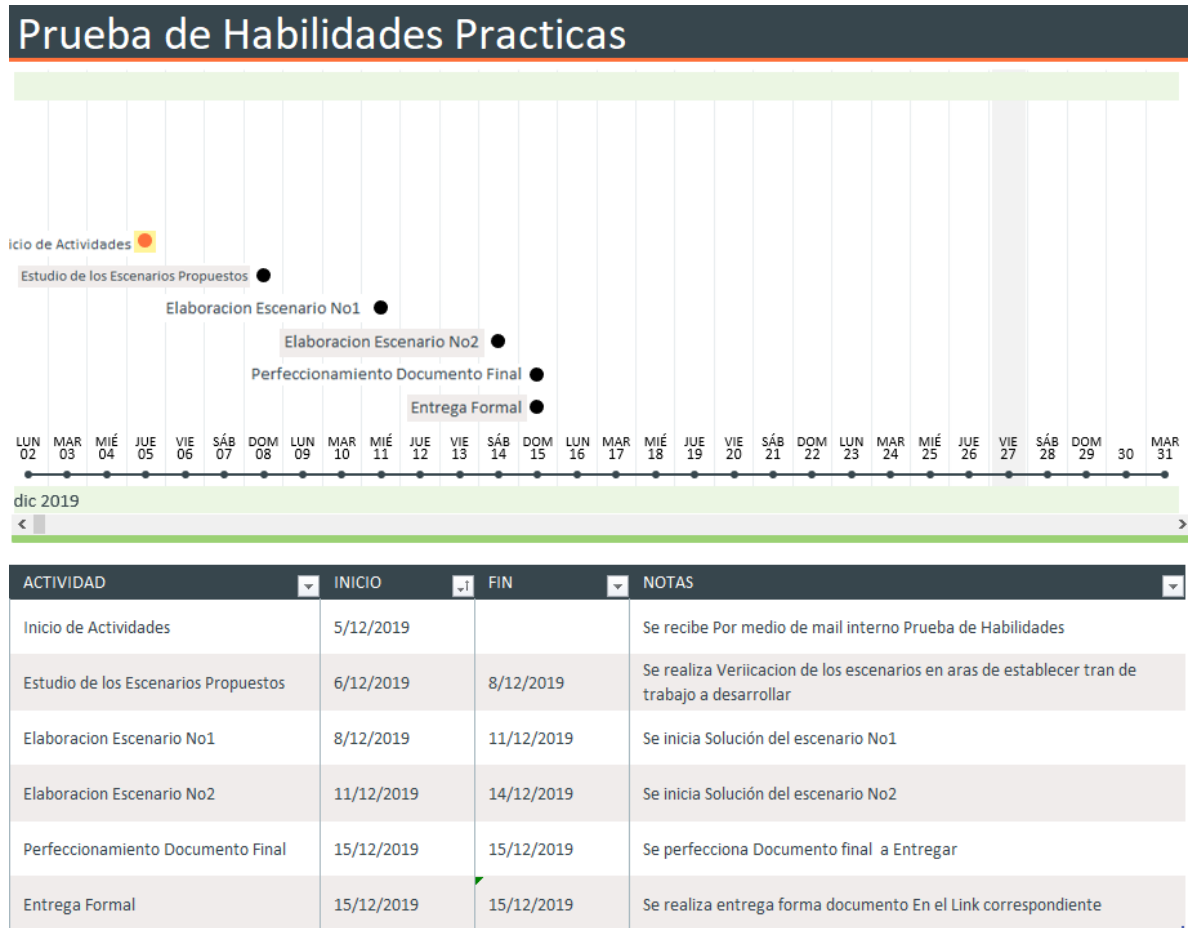 Prueba de Habilidades Practicas
icio de Actividades
Estudio de los Escenarios Propuestos
Elaboracion Escenario No1
Elaboracion Escenario No2
Perfeccionamiento Documento Final
Entrega Formal
LUN MAR MIÉ JUE VIE SÁB DOM LUN MAR MIÉ JUE VIE SÁB DOM LUN MAR MIÉ JUE VIE SÁB DOM LUN MAR MIÉ JUE VIE SÁB DOM MAR
02 03 04 05 06 07 08 09 10 11 12 13 14 15 16 17 18 19 20 21 22 23 24 25 26 27 28 29 30 31
dic 2019
ACTIVIDAD INICIO FIN NOTAS
Inicio de Actividades 5/12/2019 Se recibe Por medio de mail interno Prueba de Habilidades
Estudio de los Escenarios Propuestos 6/12/2019 8/12/2019 Se realiza Veriicacion de los escenarios en aras de establecer tran de
trabajo a desarrollar
Elaboracion Escenario No1 8/12/2019 11/12/2019 Se inicia Solución del escenario No1
Elaboracion Escenario No2 11/12/2019 14/12/2019 Se inicia Solución del escenario No2
Perfeccionamiento Documento Final 15/12/2019 15/12/2019 Se perfecciona Documento final a Entregar
Entrega Formal 15/12/2019 15/12/2019 Se realiza entrega forma documento En el Link correspondiente